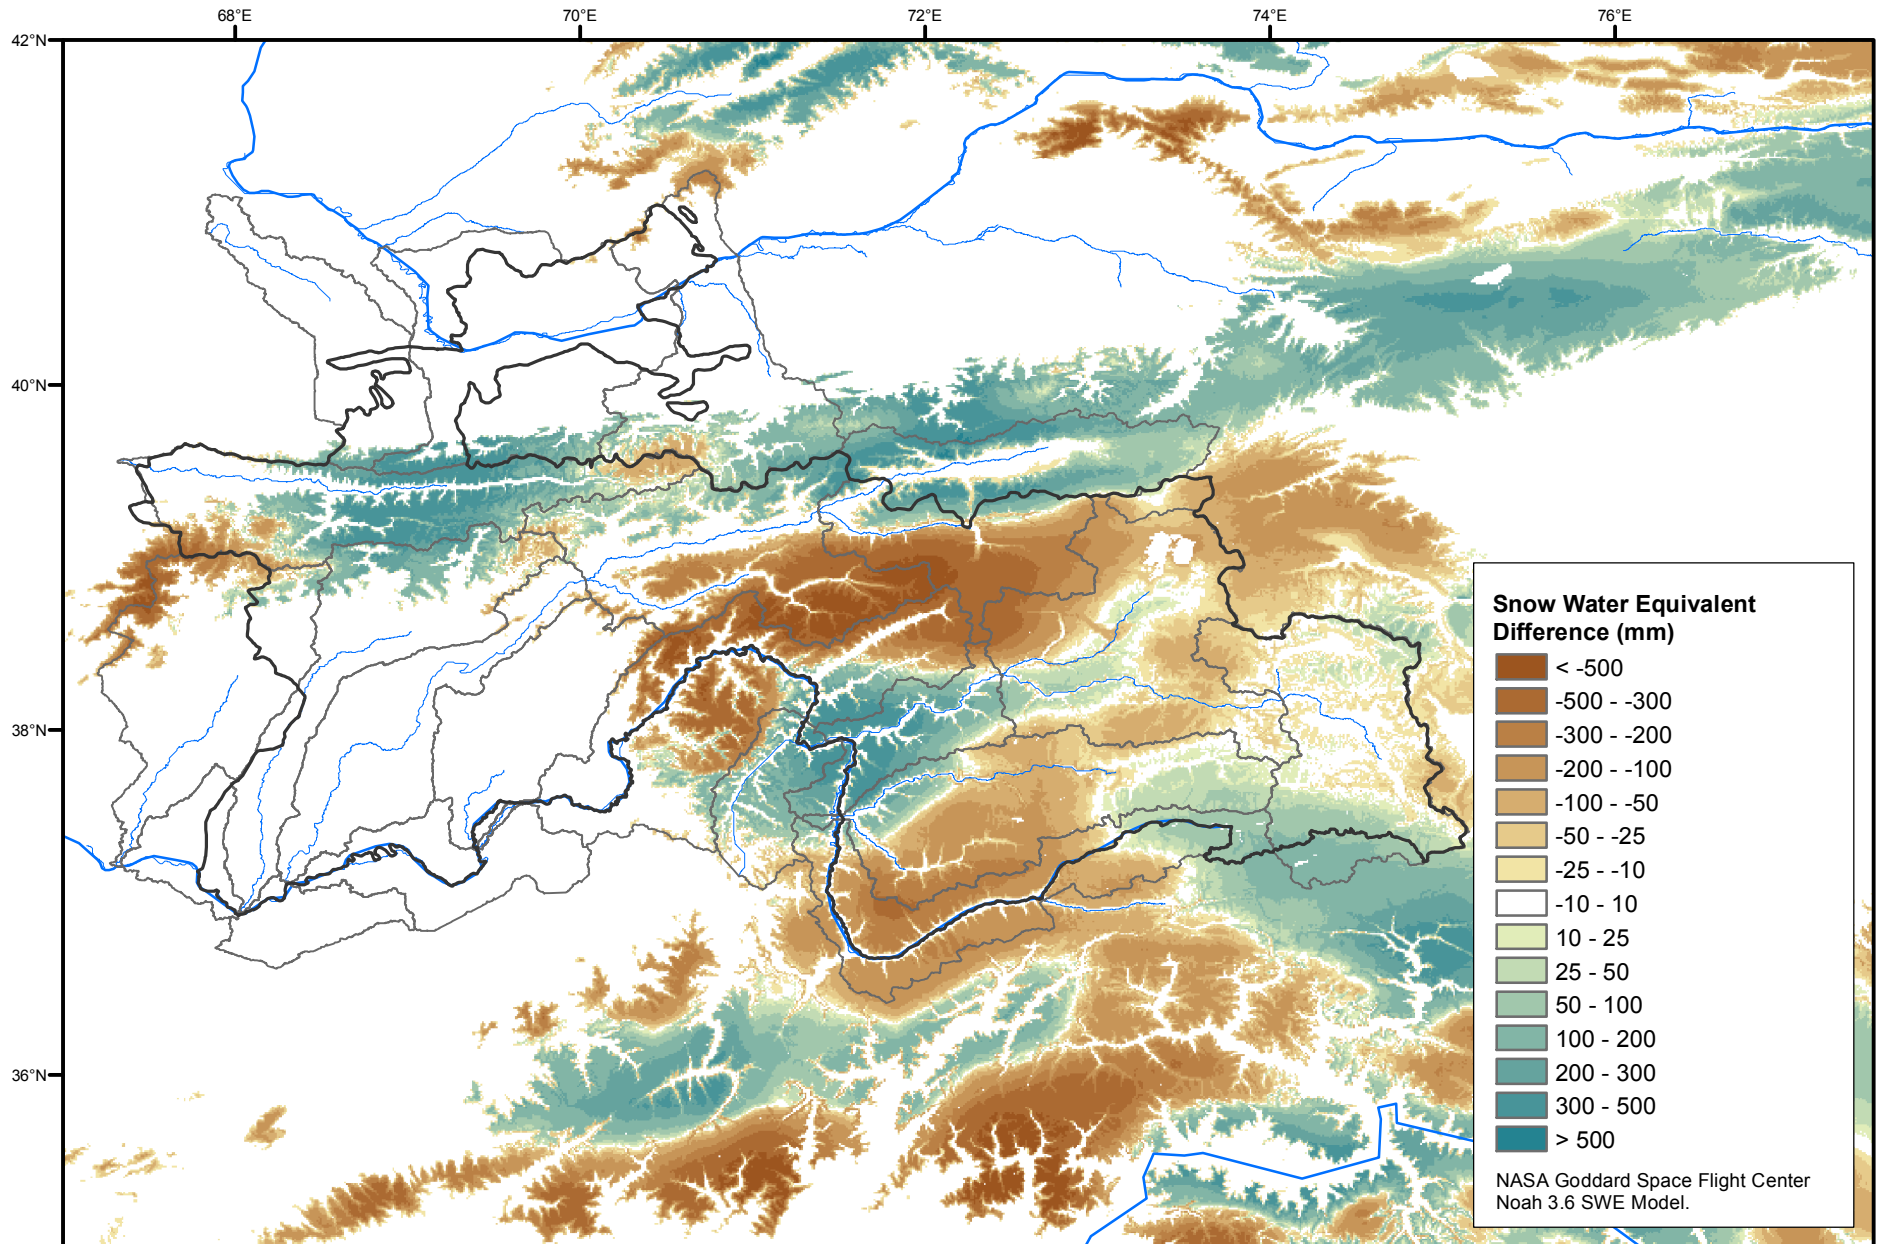 68°E 70°E 72°E 74°E 76°E
42°N
40°N
38°N
36°N
Snow Water Equivalent
Difference (mm)
< -500
-500 - -300
-300 - -200
-200 - -100
-100 - -50
-50 - -25
-25 - -10
-10 - 10
10 - 25
25 - 50
50 - 100
100 - 200
200 - 300
300 - 500
> 500
NASA Goddard Space Flight Center
Noah 3.6 SWE Model.